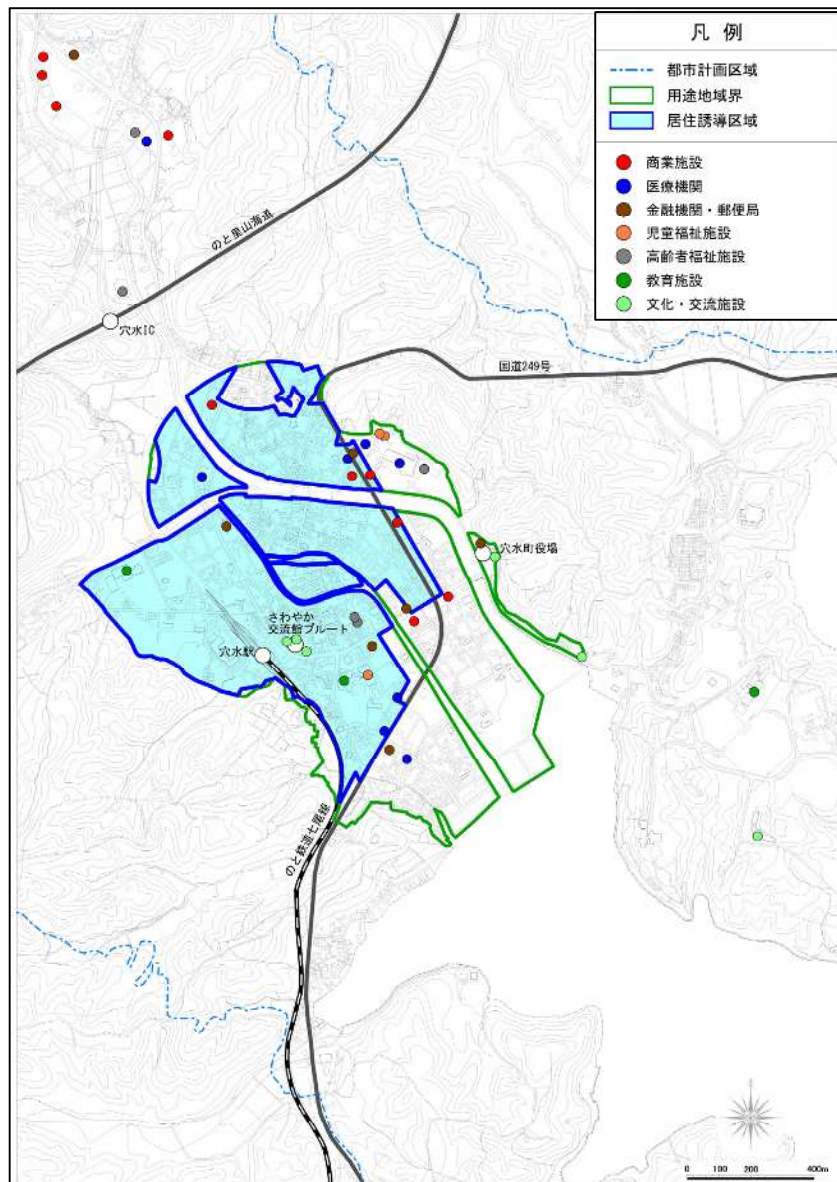 凡 例
都市計画区域
用途地域界
居住誘導区域
商業施設
医療機関
金融機関・郵便局
児童福祉施設
高齢者福祉施設
教育施設
文化・交流施設
のと里山海道
穴水IC
国道249号
穴水町役場
さわやか
交流館プルート
穴水駅
のと鉄道七尾線
0 100 200 400m